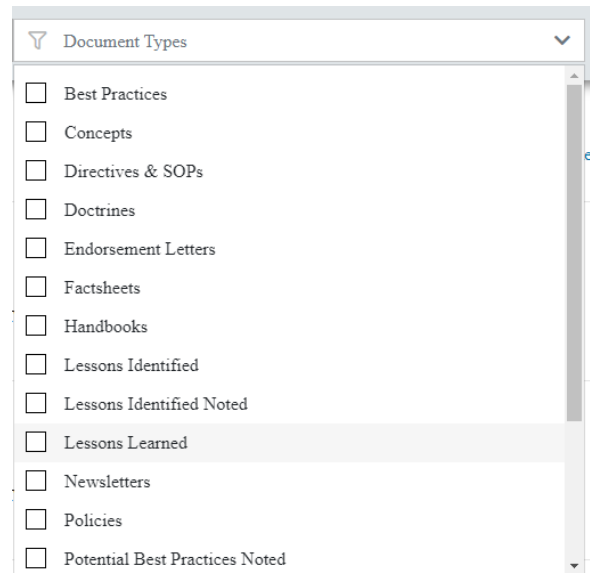 Document Types
Best Practices
Concepts
Directives & SOPs
Doctrines
Endorsement Letters
Factsheets
Handbooks
Lessons Identified
Lessons Identified Noted
Lessons Learned
Newsletters
Policies
Potential Best Practices Noted